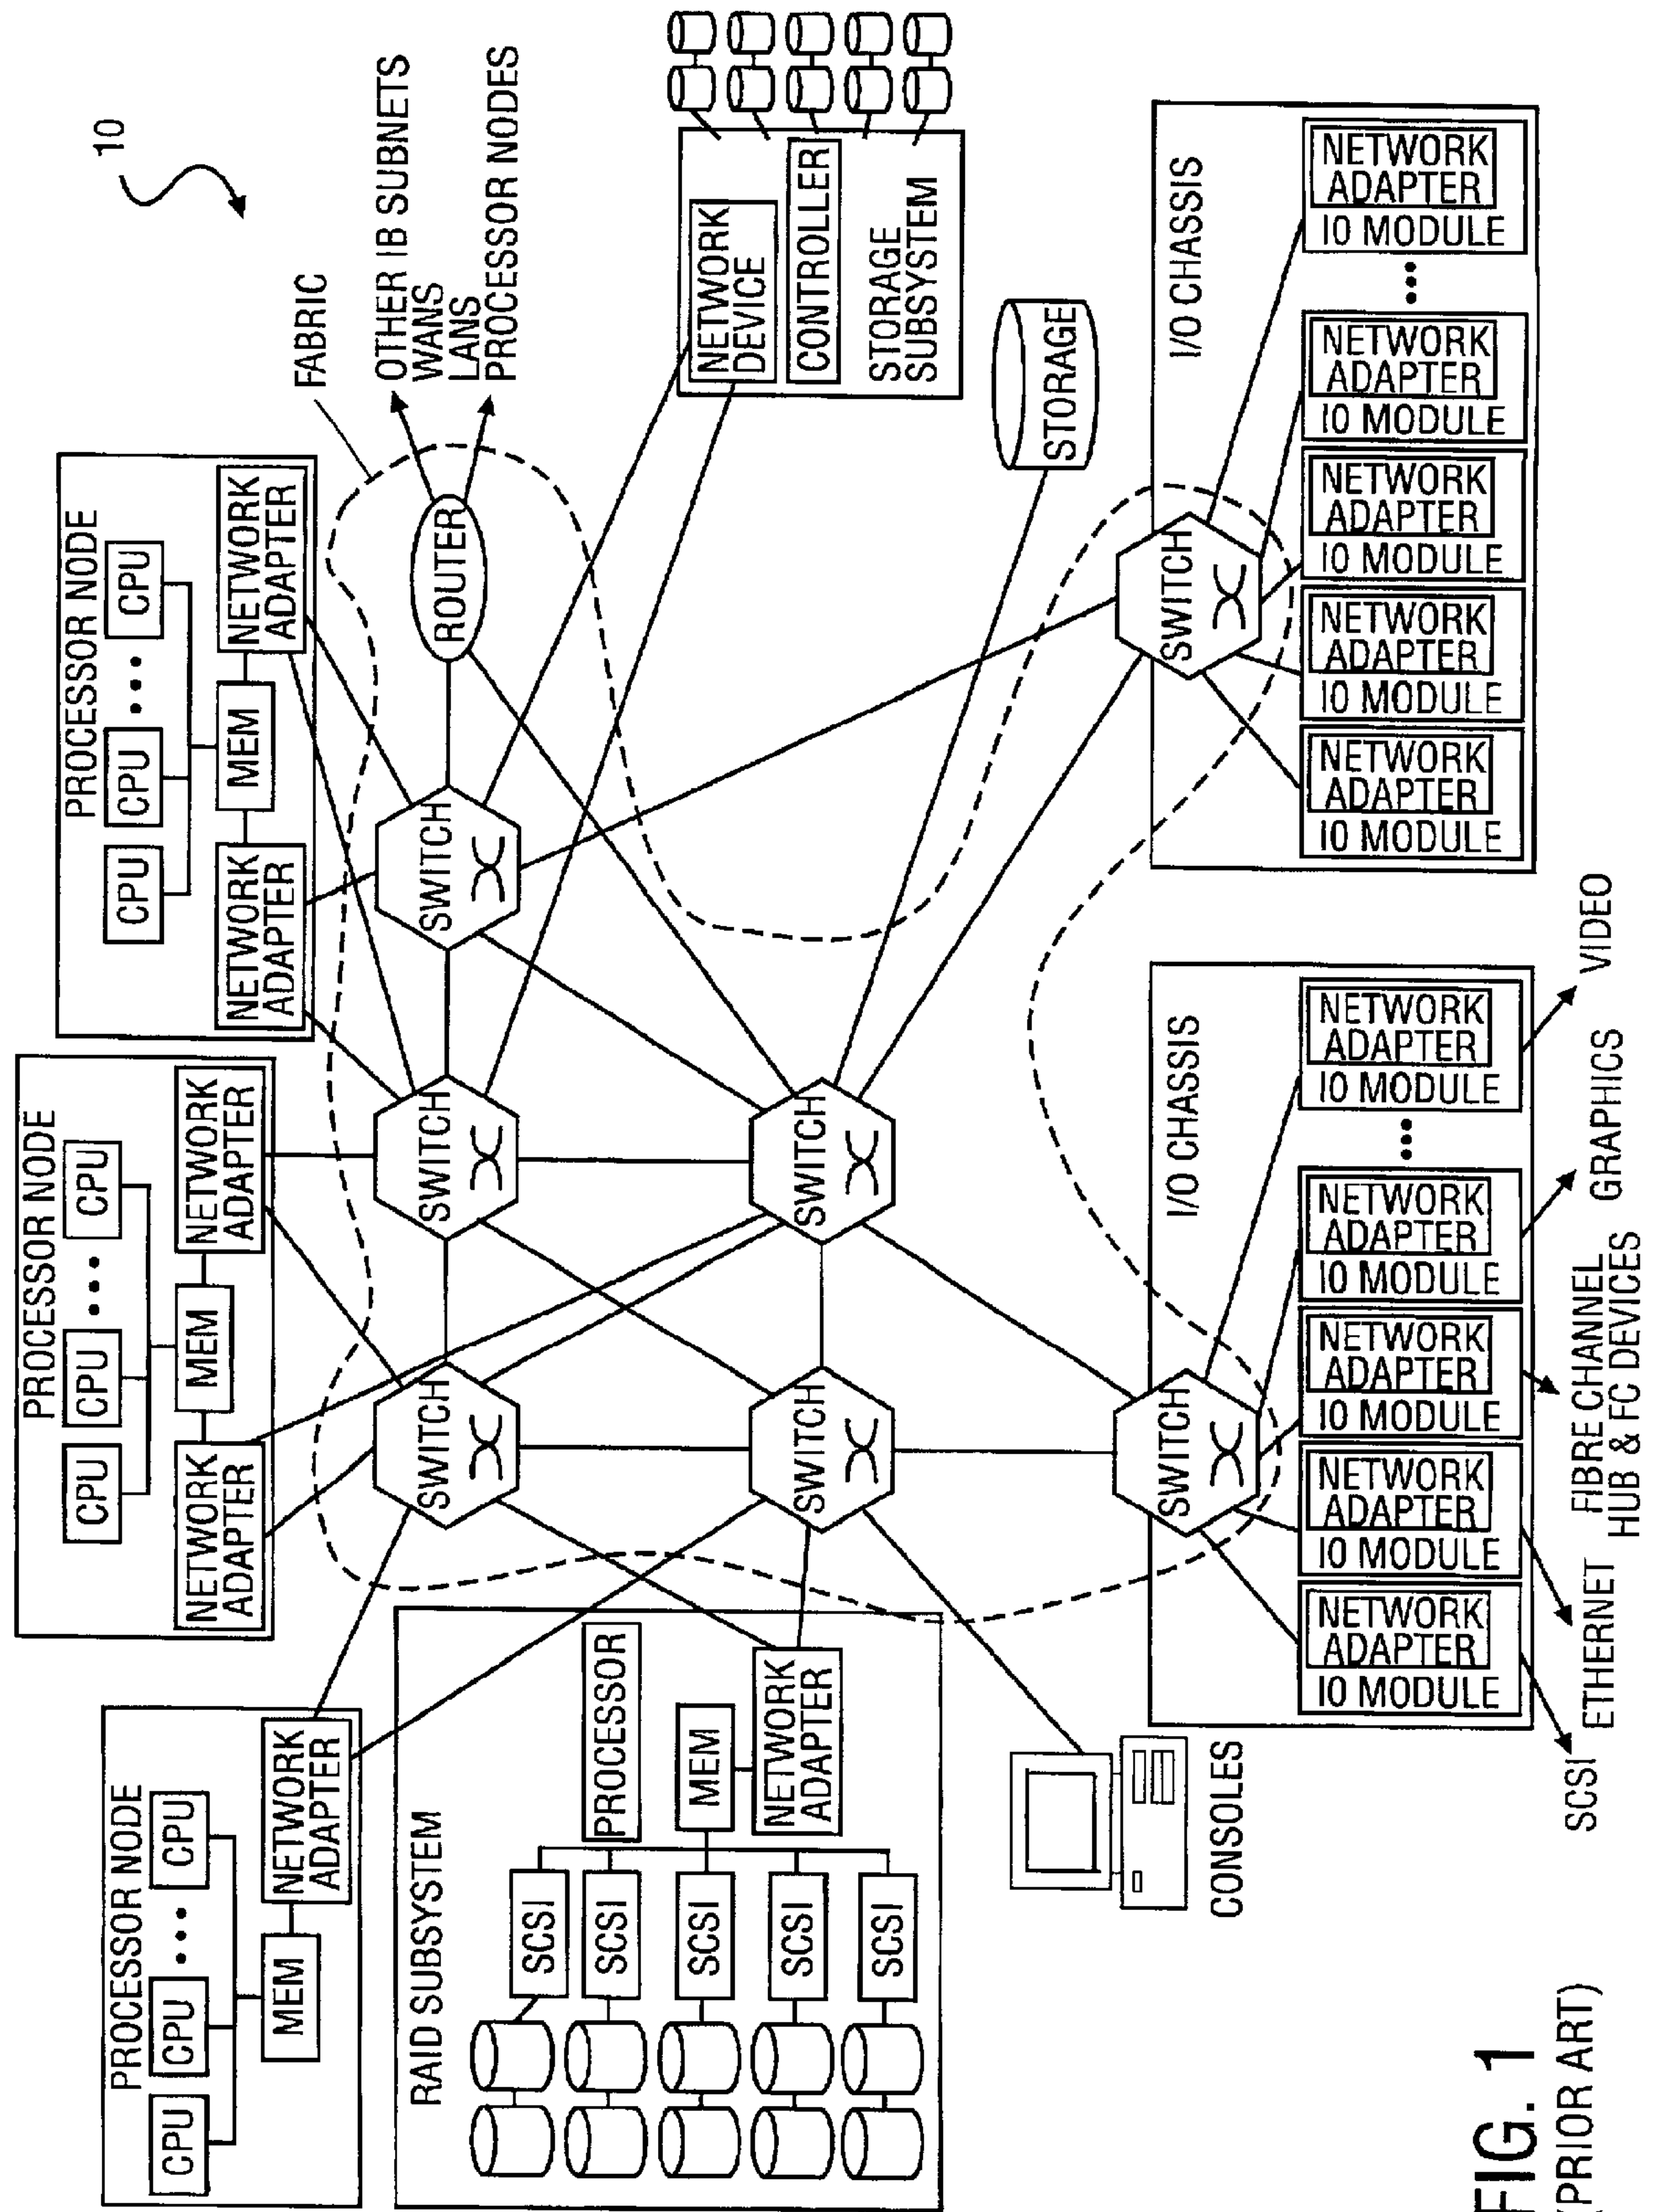 10
FABRIC
OTHER IB SUBNETS
WANS
LANS
PROCESSOR NODES
PROCESSOR NODE
CPU
CPU
CPU
MEM
NETWORK
ADAPTER
PROCESSOR NODE
CPU
CPU
CPU
NETWORK
ADAPTER
MEM
NETWORK
ADAPTER
PROCESSOR NODE
CPU
CPU
CPU
NETWORK
ADAPTER
MEM
NETWORK
ADAPTER
ROUTER
SWITCH
SWITCH
SWITCH
SWITCH
SWITCH
SWITCH
SWITCH
NETWORK
DEVICE
CONTROLLER
STORAGE
SUBSYSTEM
STORAGE
RAID SUBSYSTEM
PROCESSOR
SCSI
SCSI
SCSI
SCSI
SCSI
MEM
NETWORK
ADAPTER
CONSOLES
I/O CHASSIS
NETWORK
ADAPTER
IO MODULE
NETWORK
ADAPTER
IO MODULE
NETWORK
ADAPTER
IO MODULE
NETWORK
ADAPTER
IO MODULE
NETWORK
ADAPTER
IO MODULE
SCSI
ETHERNET
FIBRE CHANNEL
HUB & FC DEVICES
GRAPHICS
VIDEO
I/O CHASSIS
NETWORK
ADAPTER
IO MODULE
NETWORK
ADAPTER
IO MODULE
NETWORK
ADAPTER
IO MODULE
NETWORK
ADAPTER
IO MODULE
NETWORK
ADAPTER
IO MODULE
FIG. 1
PRIOR ART)